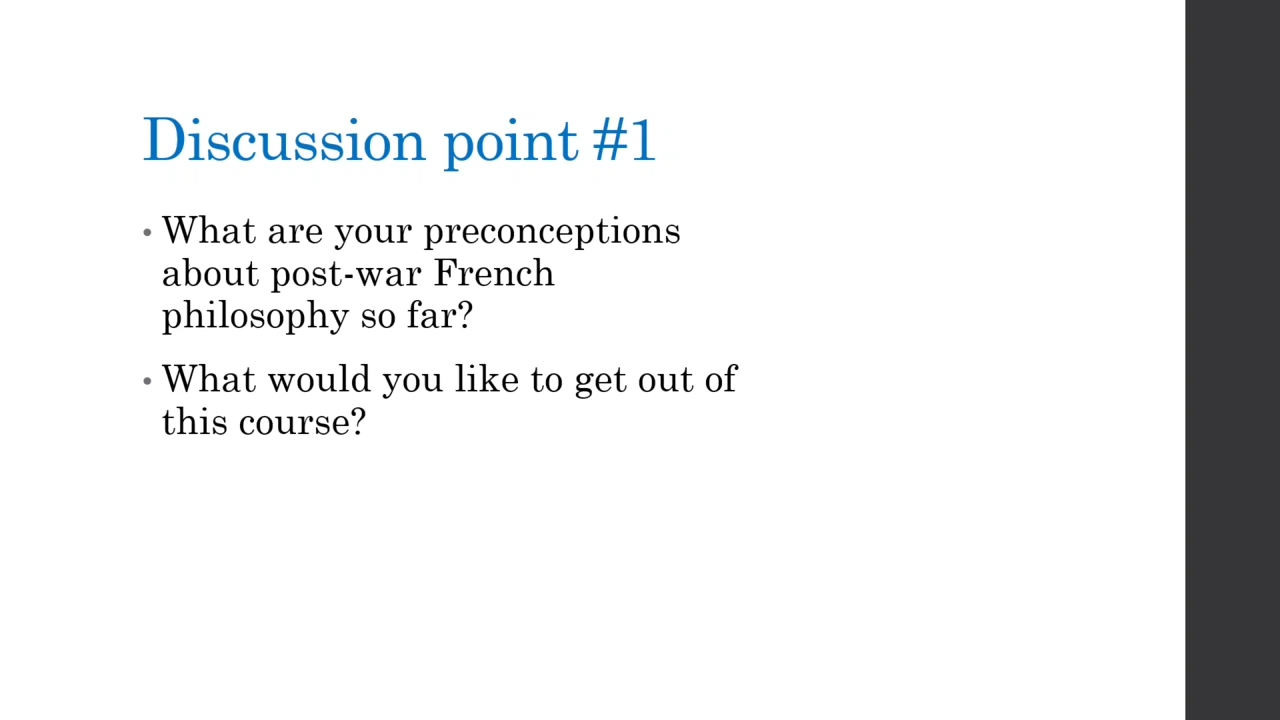 Discussion point #1
• What are your preconceptions
about post-war French
philosophy so far?
• What would you like to get out of
this course?